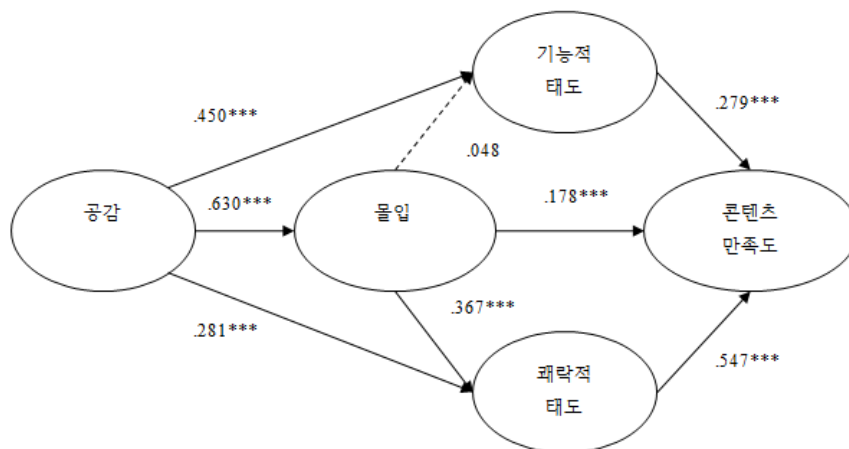 기능적
태도
.279***
.450***
.048
공감
.630***
몰입
.178***
콘텐츠
만족도
.281***
.367***
쾌락적
태도
.547***